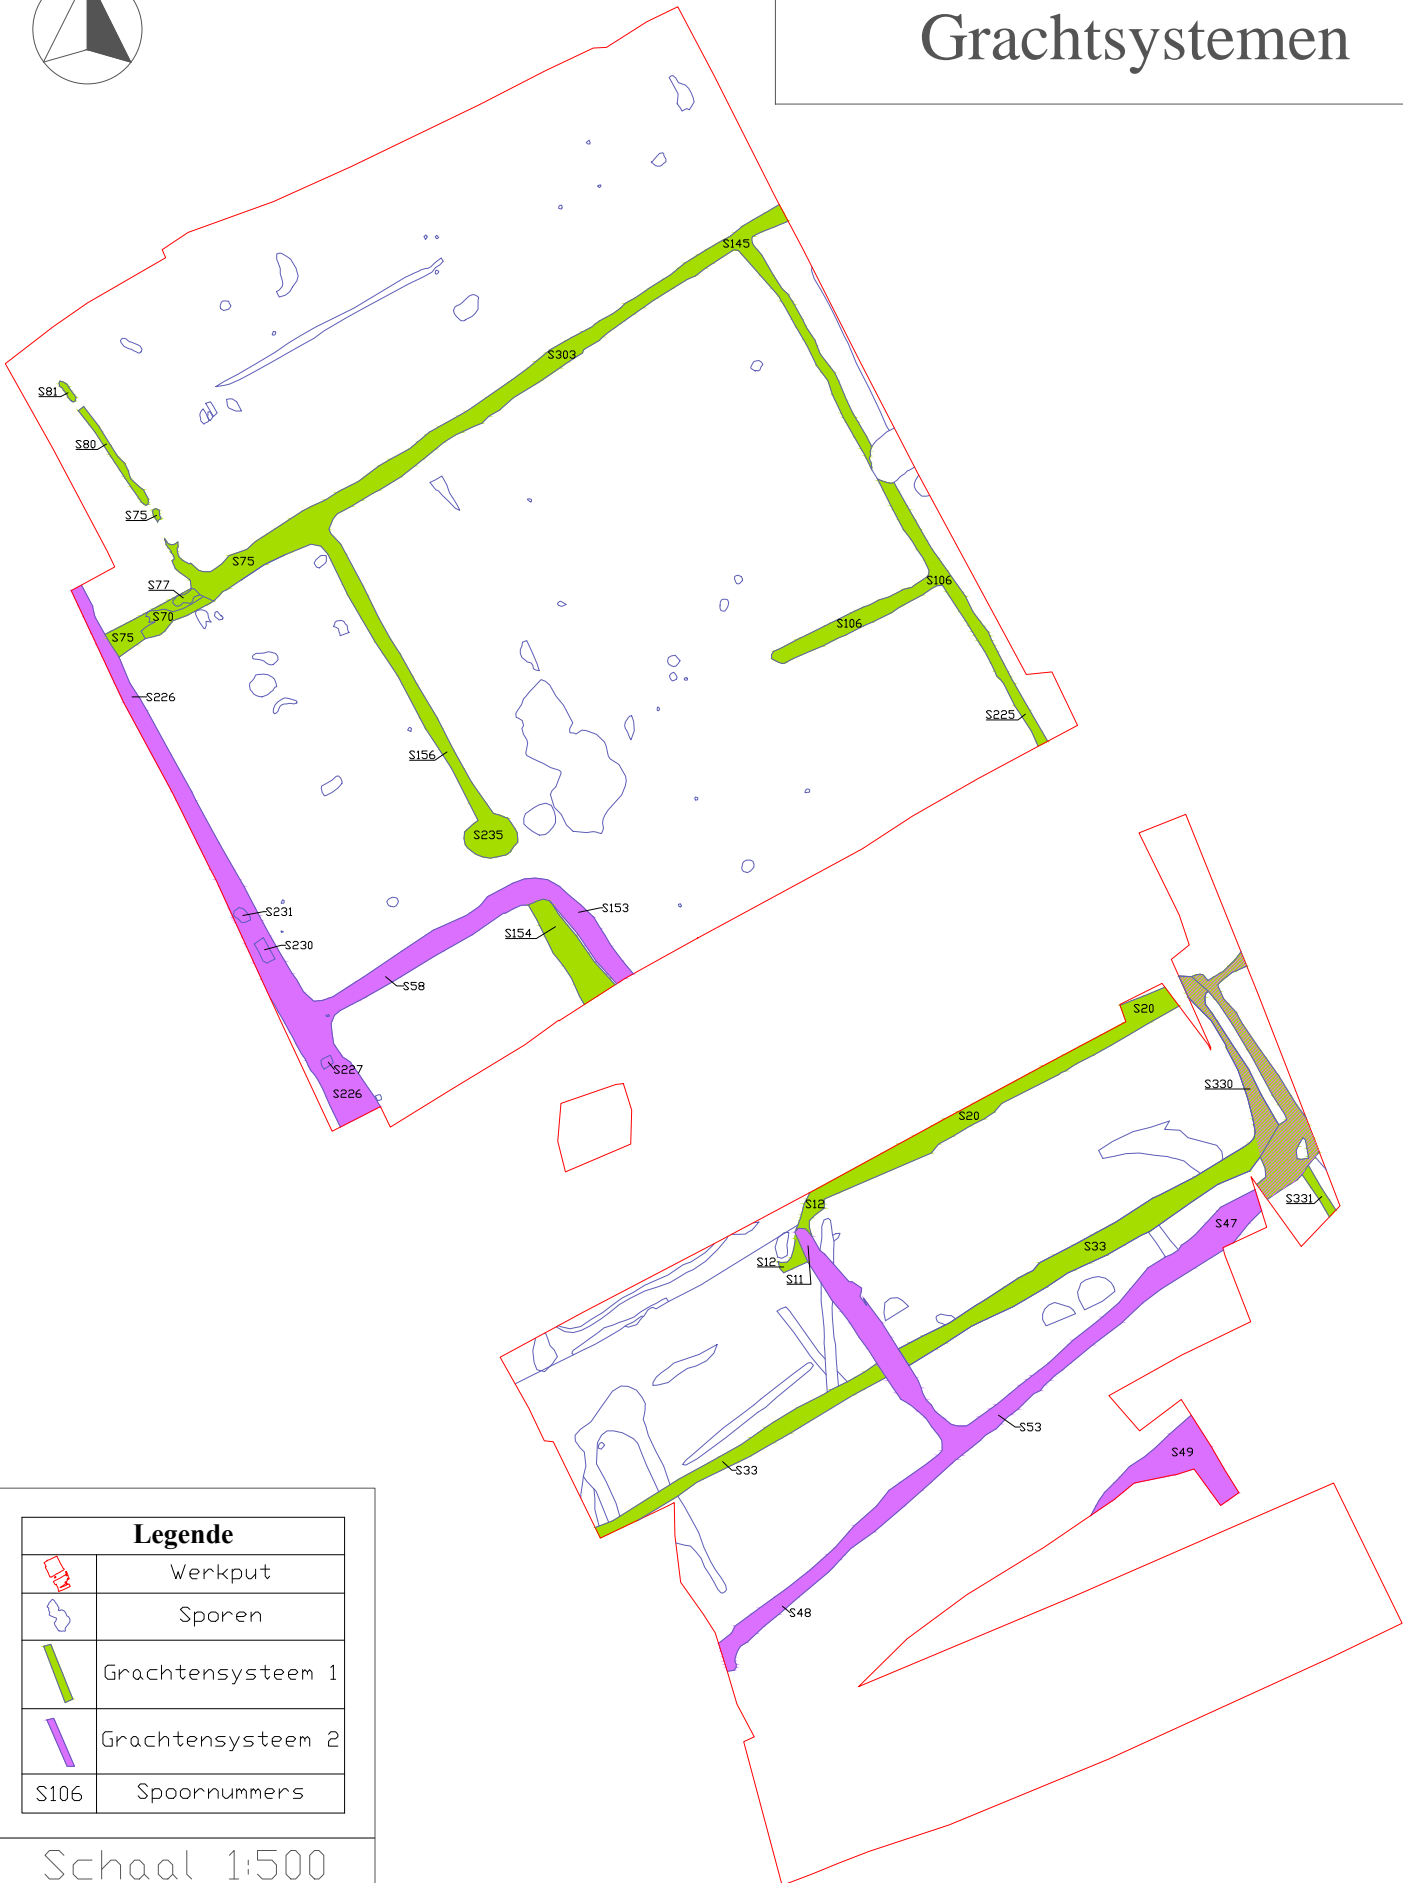 Grachtsystemen
S145
S303
S81
S80
S75
S75
S77
S70
S75
S106
S106
S226
S225
S156
S235
S231
S153
S154
S230
S58
S20
S227
S330
S226
S20
S12
S331
S47
S33
S12
S11
S53
S49
S33
S48
Legende
Werkput
Sporen
Grachtensysteem 1
Grachtensysteem 2
S106 Spoornummers
Schaal 1:500